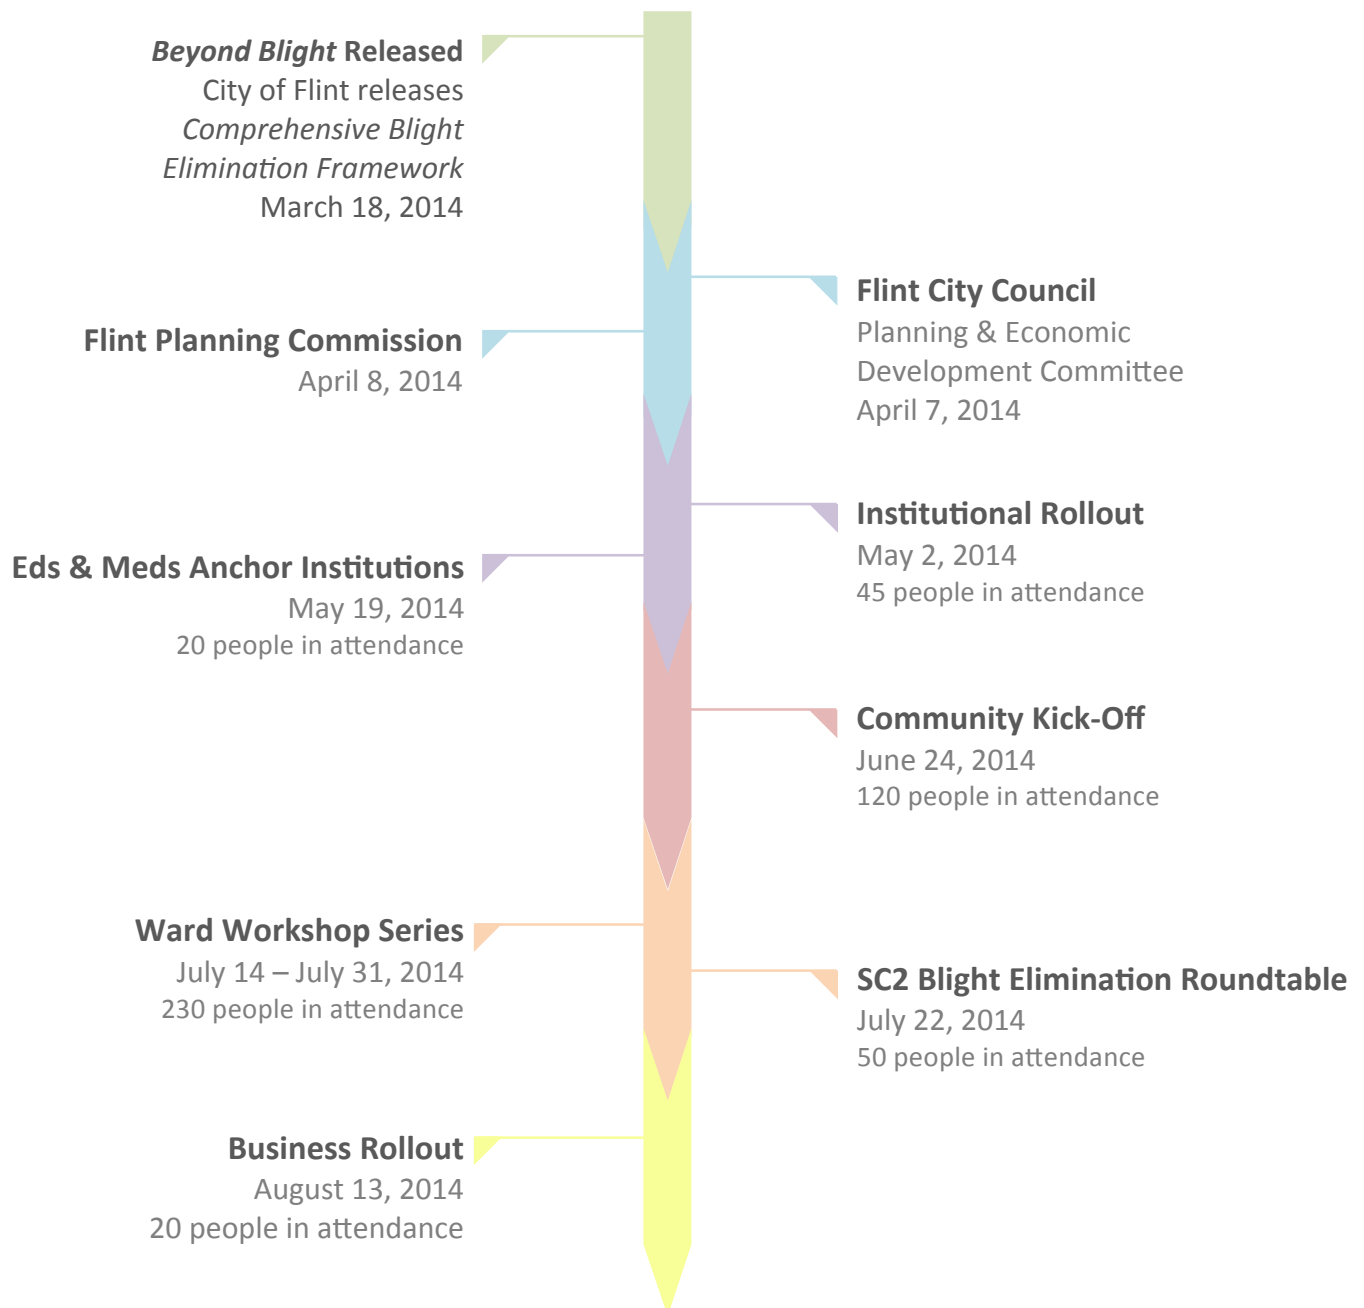 Beyond Blight Released
City of Flint releases
Comprehensive Blight
Elimination Framework
March 18, 2014
Flint City Council
Planning & Economic
Development Committee
April 7, 2014
Flint Planning Commission
April 8, 2014
Institutional Rollout
May 2, 2014
45 people in attendance
Eds & Meds Anchor Institutions
May 19, 2014
20 people in attendance
Community Kick-Off
June 24, 2014
120 people in attendance
Ward Workshop Series
July 14 – July 31, 2014
230 people in attendance
SC2 Blight Elimination Roundtable
July 22, 2014
50 people in attendance
Business Rollout
August 13, 2014
20 people in attendance